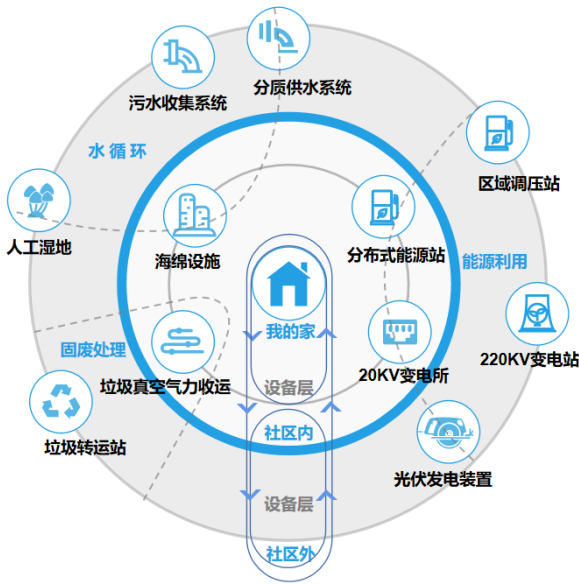 分质供水系统
污水收集系统
水循环
区域调压站
人工湿地
海绵设施
分布式能源站
能源利用
我的家
固废处理
220KV变电站
20KV变电所
垃圾真空气力收运
设备层
社区内
垃圾转运站
光伏发电装置
设备层
社区外